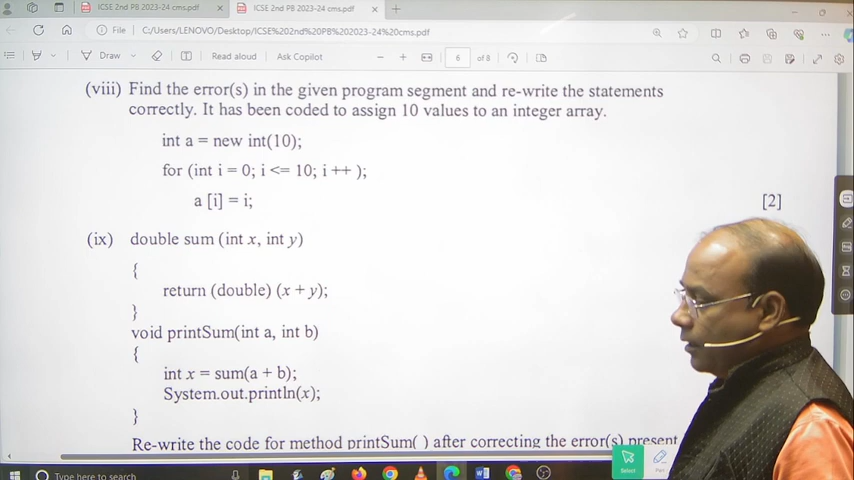 ICSE 2nd PB 2023-24 cms.pdf
ICSE 2nd PB 2023-24 cms.pdf
File
C:/Users/LENOVO/Desktop/ICSE%202nd%20PB%202023-24%20cms.pdf
Draw
Read aloud
Ask Copilot
6
of 8
(viii) Find the error(s) in the given program segment and re-write the statements
correctly. It has been coded to assign 10 values to an integer array.
int a = new int(10);
for (int i = 0; i <= 10; i ++ );
a [i] = i;
[2]
(ix) double sum (int x, int y)
{
return (double) (x + y);
}
void printSum(int a, int b)
{
int x = sum(a + b);
System.out.println(x);
}
Re-write the code for method printSum( ) after correcting the error(s) present
Select
Pen
Type here to search